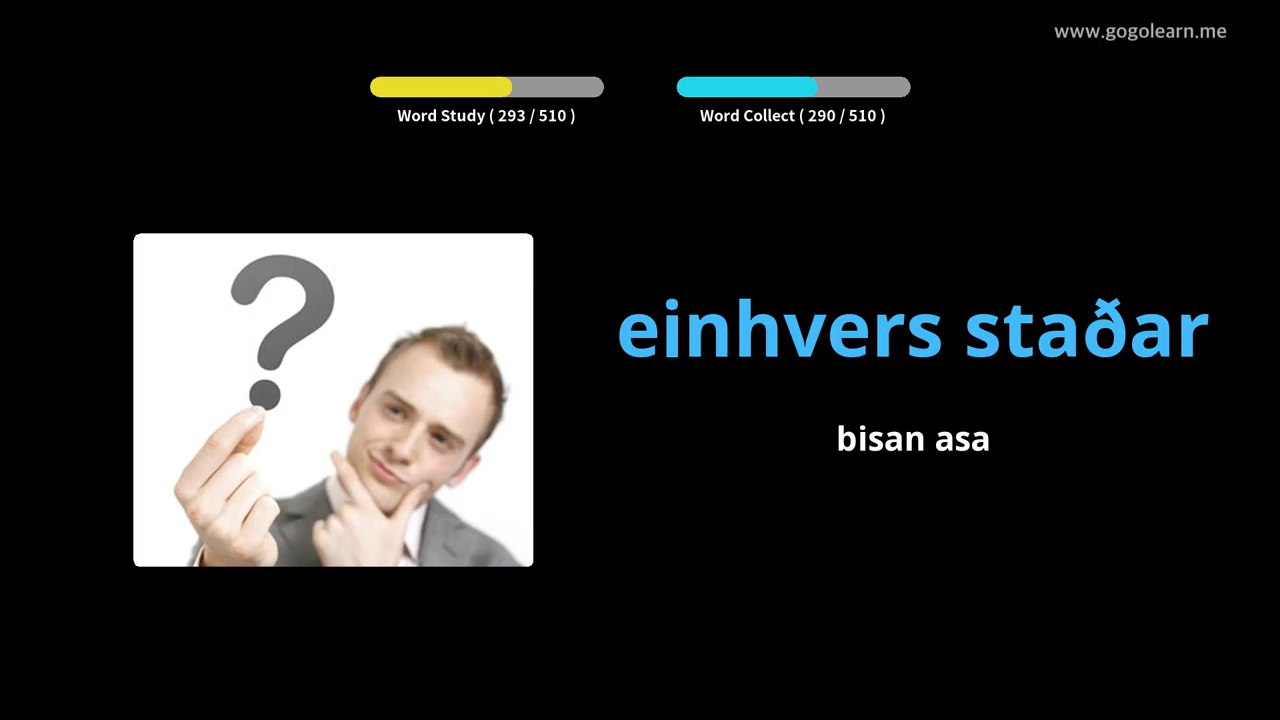 www.gogolearn.me
Word Study ( 293 / 510 )
Word Collect ( 290 / 510 )
?
einhvers staðar
bisan asa